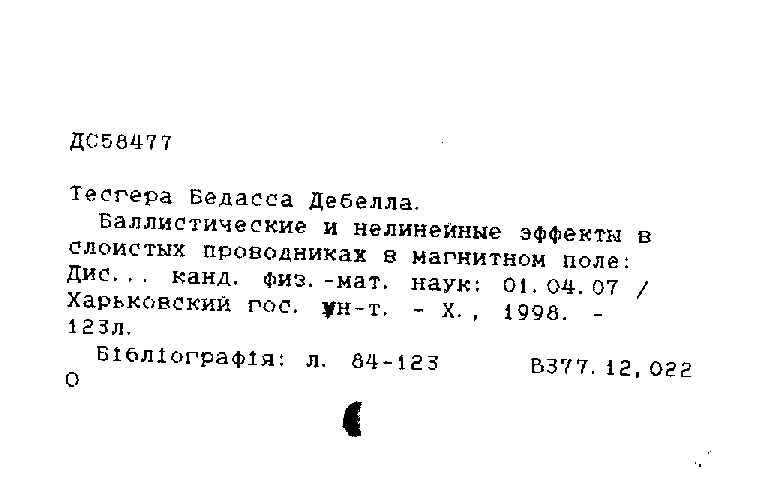 ДС58477
Тесгера Бедасса Дебелла.
Баллистические и нелинейные эффекты в
слоистых проводниках в магнитном поле:
Дис... канд. физ.-мат. наук: 01.04.07 /
Харьковский гос. ун-т. - Х., 1998. -
123л.
Бібліографія: л. 84-123 В377.12,022
О